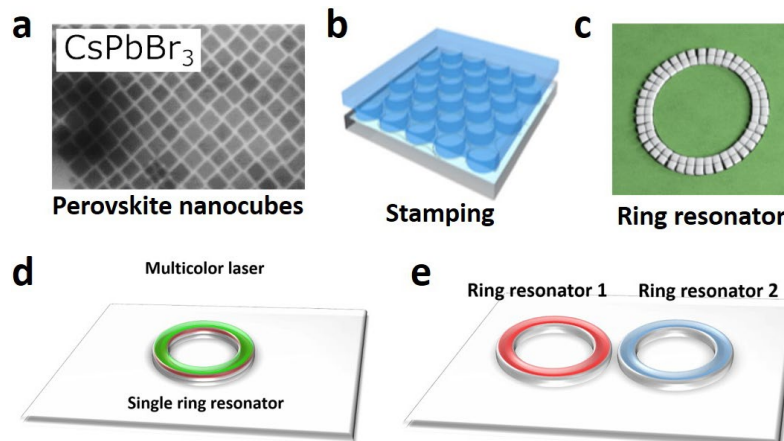 a
CsPbBr₃
Perovskite nanocubes
b
Stamping
c
Ring resonator
d
Multicolor laser
Single ring resonator
e
Ring resonator 1
Ring resonator 2